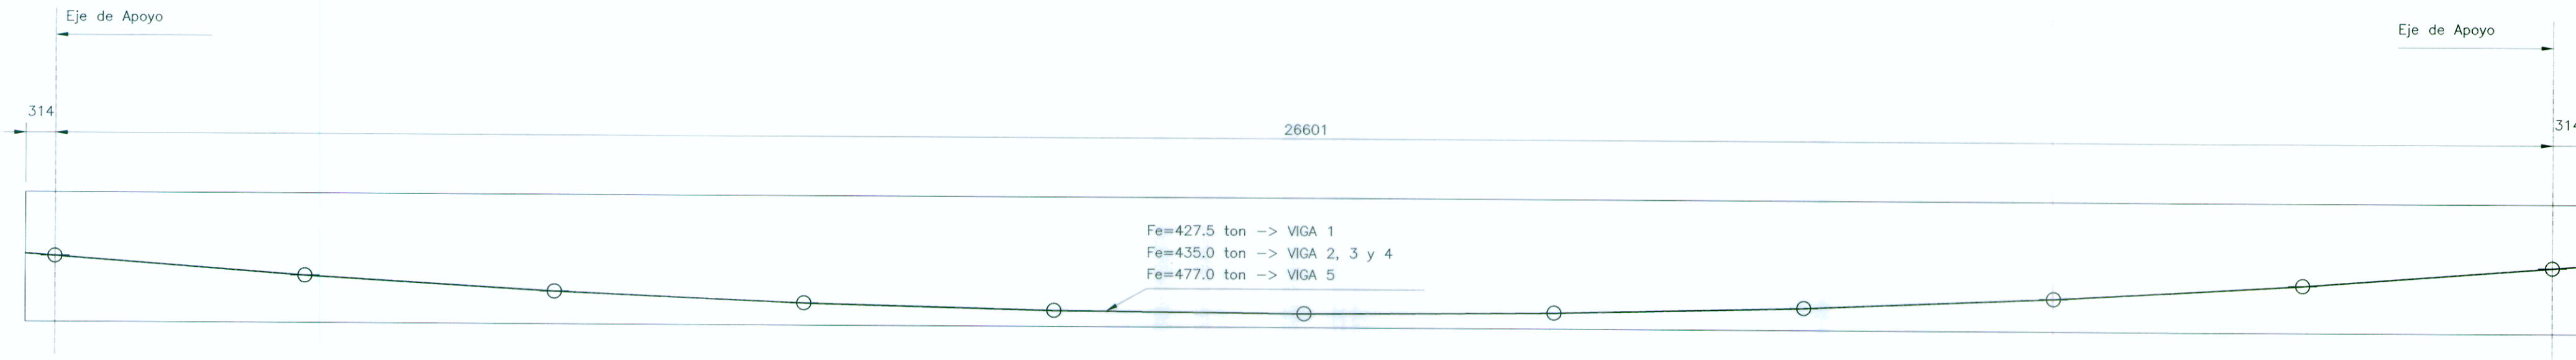 Eje de Apoyo
Eje de Apoyo
314
26601
314
Fe=427.5 ton -> VIGA 1
Fe=435.0 ton -> VIGA 2, 3 y 4
Fe=477.0 ton -> VIGA 5